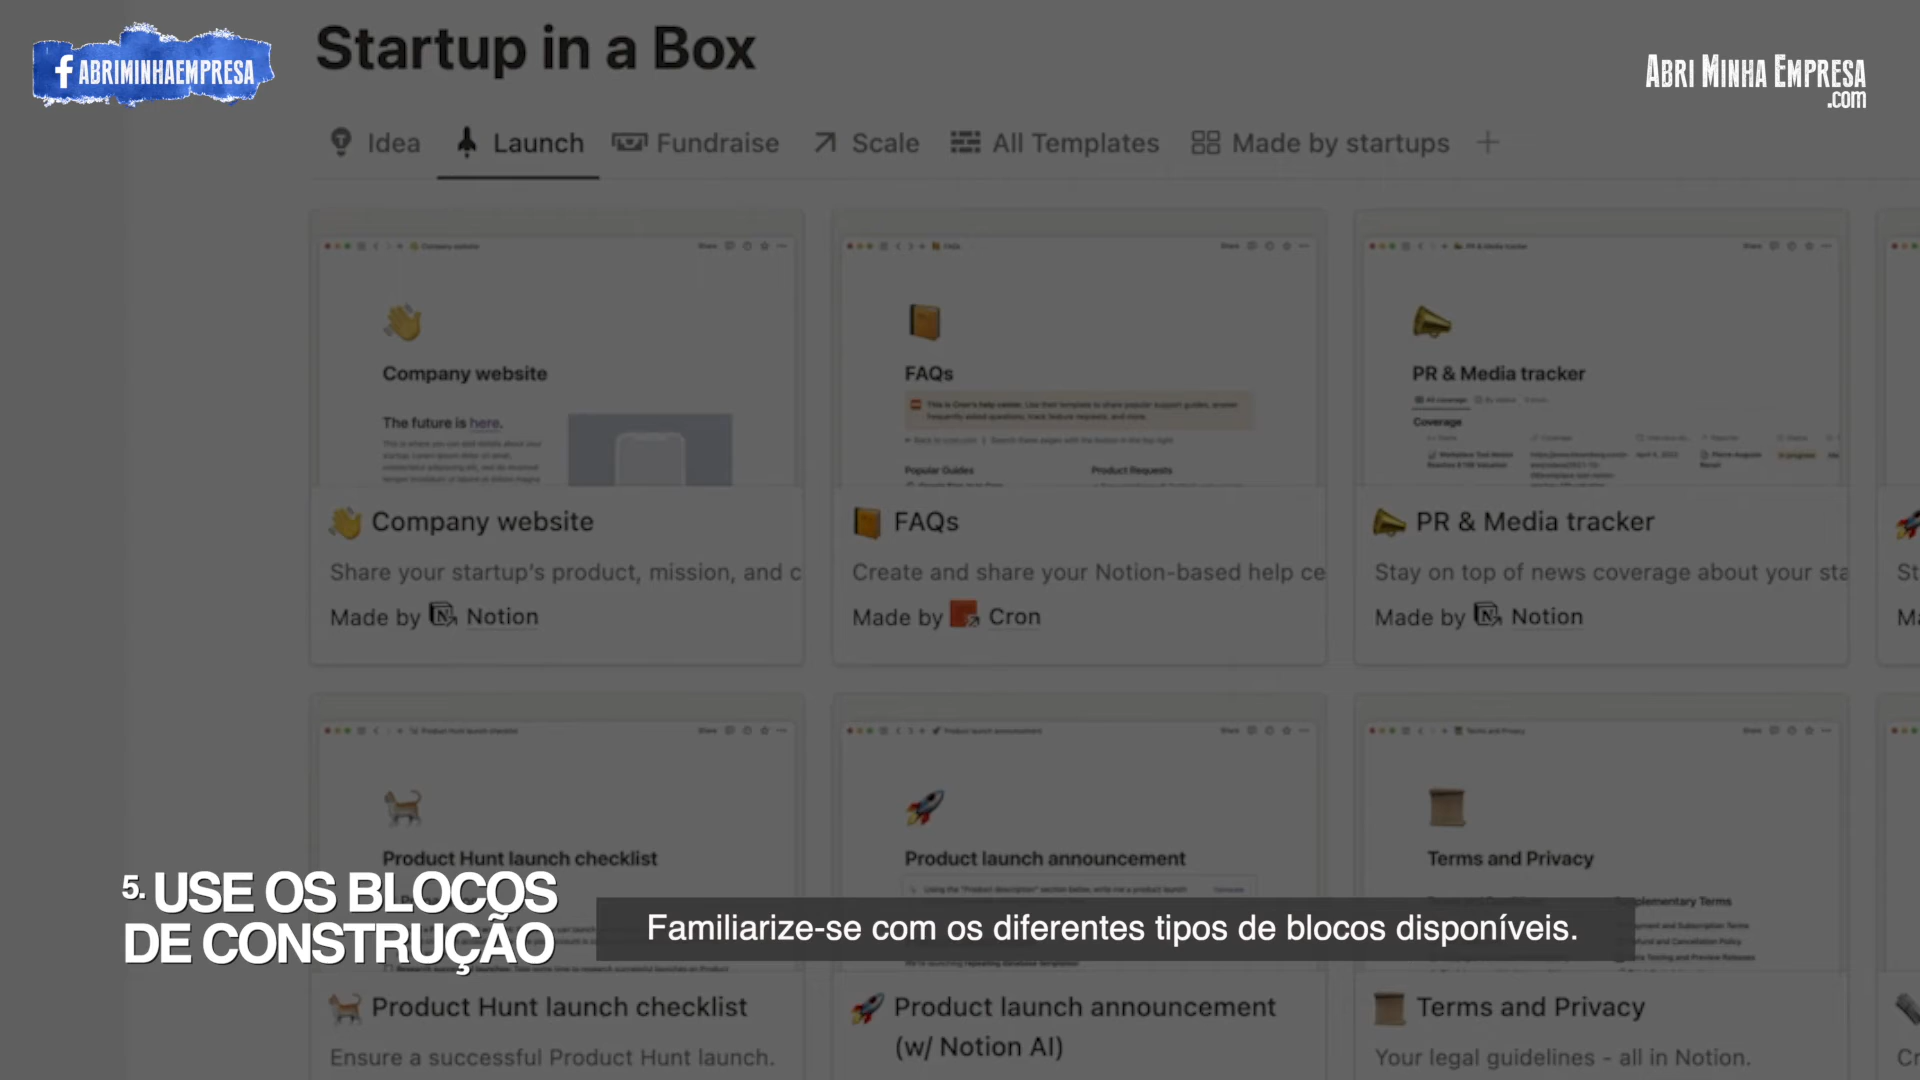 ABRIMINHAEMPRESA
Startup in a Box
ABRI MINHA EMPRESA
.com
Idea
Launch
Fundraise
Scale
All Templates
Made by startups
Company website
The future is here.
FAQs
Popular Guides
Product Requests
PR & Media tracker
Coverage
Company website
Share your startup's product, mission, and c
Made by Notion
FAQs
Create and share your Notion-based help ce
Made by Cron
PR & Media tracker
Stay on top of news coverage about your sta
Made by Notion
Product Hunt launch checklist
Product launch announcement
Terms and Privacy
5. USE OS BLOCOS
DE CONSTRUÇÃO
Familiarize-se com os diferentes tipos de blocos disponíveis.
Product Hunt launch checklist
Ensure a successful Product Hunt launch.
Product launch announcement
(w/ Notion AI)
Terms and Privacy
Your legal guidelines - all in Notion.